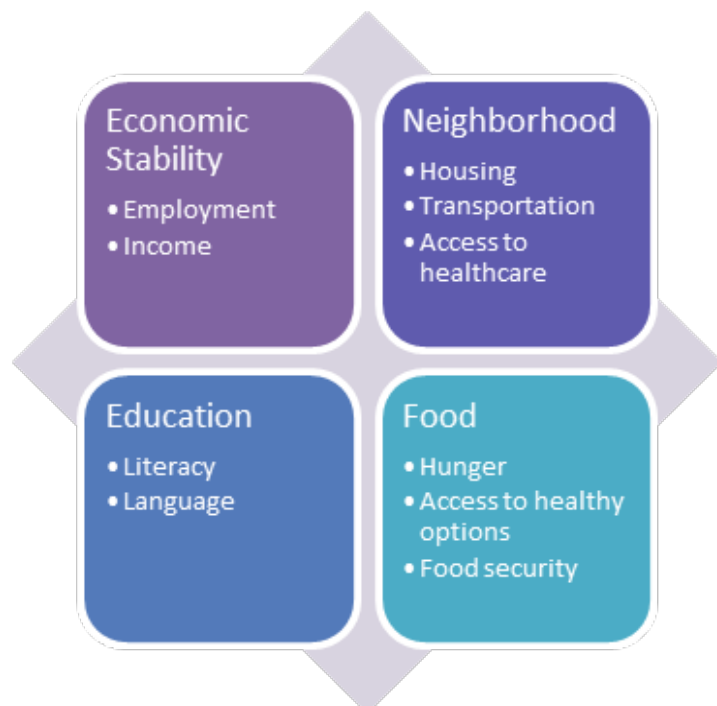 Economic
Stability
• Employment
• Income
Neighborhood
• Housing
• Transportation
• Access to
healthcare
Education
• Literacy
• Language
Food
• Hunger
• Access to healthy
options
• Food security